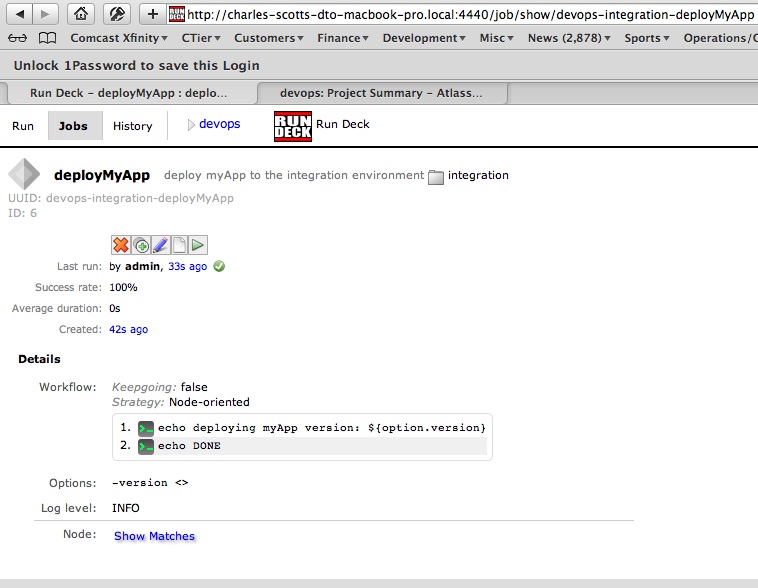 http://charles-scotts-dto-macbook-pro.local:4440/job/show/devops-integration-deployMyApp
Comcast Xfinity▾ CTier▾ Customers▾ Finance▾ Development▾ Misc▾ News (2,878)▾ Sports▾ Operations/C
Unlock 1Password to save this Login
Run Deck – deployMyApp : deplo... devops: Project Summary – Atlass...
Run Jobs History devops RUN DECK Run Deck
deployMyApp deploy myApp to the integration environment integration
UUID: devops-integration-deployMyApp
ID: 6
Last run: by admin, 33s ago
Success rate: 100%
Average duration: 0s
Created: 42s ago
Details
Workflow: Keepgoing: false
Strategy: Node-oriented
1. echo deploying myApp version: ${option.version}
2. echo DONE
Options: -version <>
Log level: INFO
Node: Show Matches